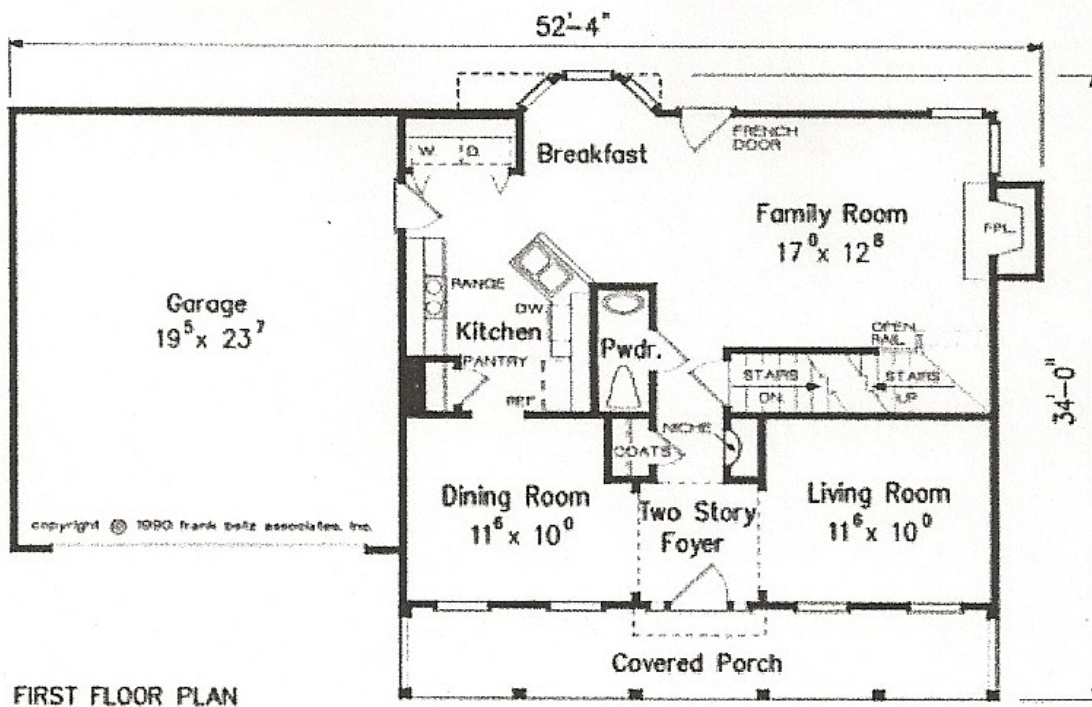 52'-4"
W. D.
Breakfast
FRENCH
DOOR
Family Room
17⁰x 12⁸
FPL.
Garage
19⁵x 23⁷
RANGE
DW.
Kitchen
PANTRY
REF
Pwdr.
OPEN
RAIL
STAIRS
DN.
STAIRS
UP
34'-0"
NICHE
COATS
Dining Room
11⁶x 10⁰
Two Story
Foyer
Living Room
11⁶x 10⁰
copyright © 1990 frank betz associates, inc.
Covered Porch
FIRST FLOOR PLAN